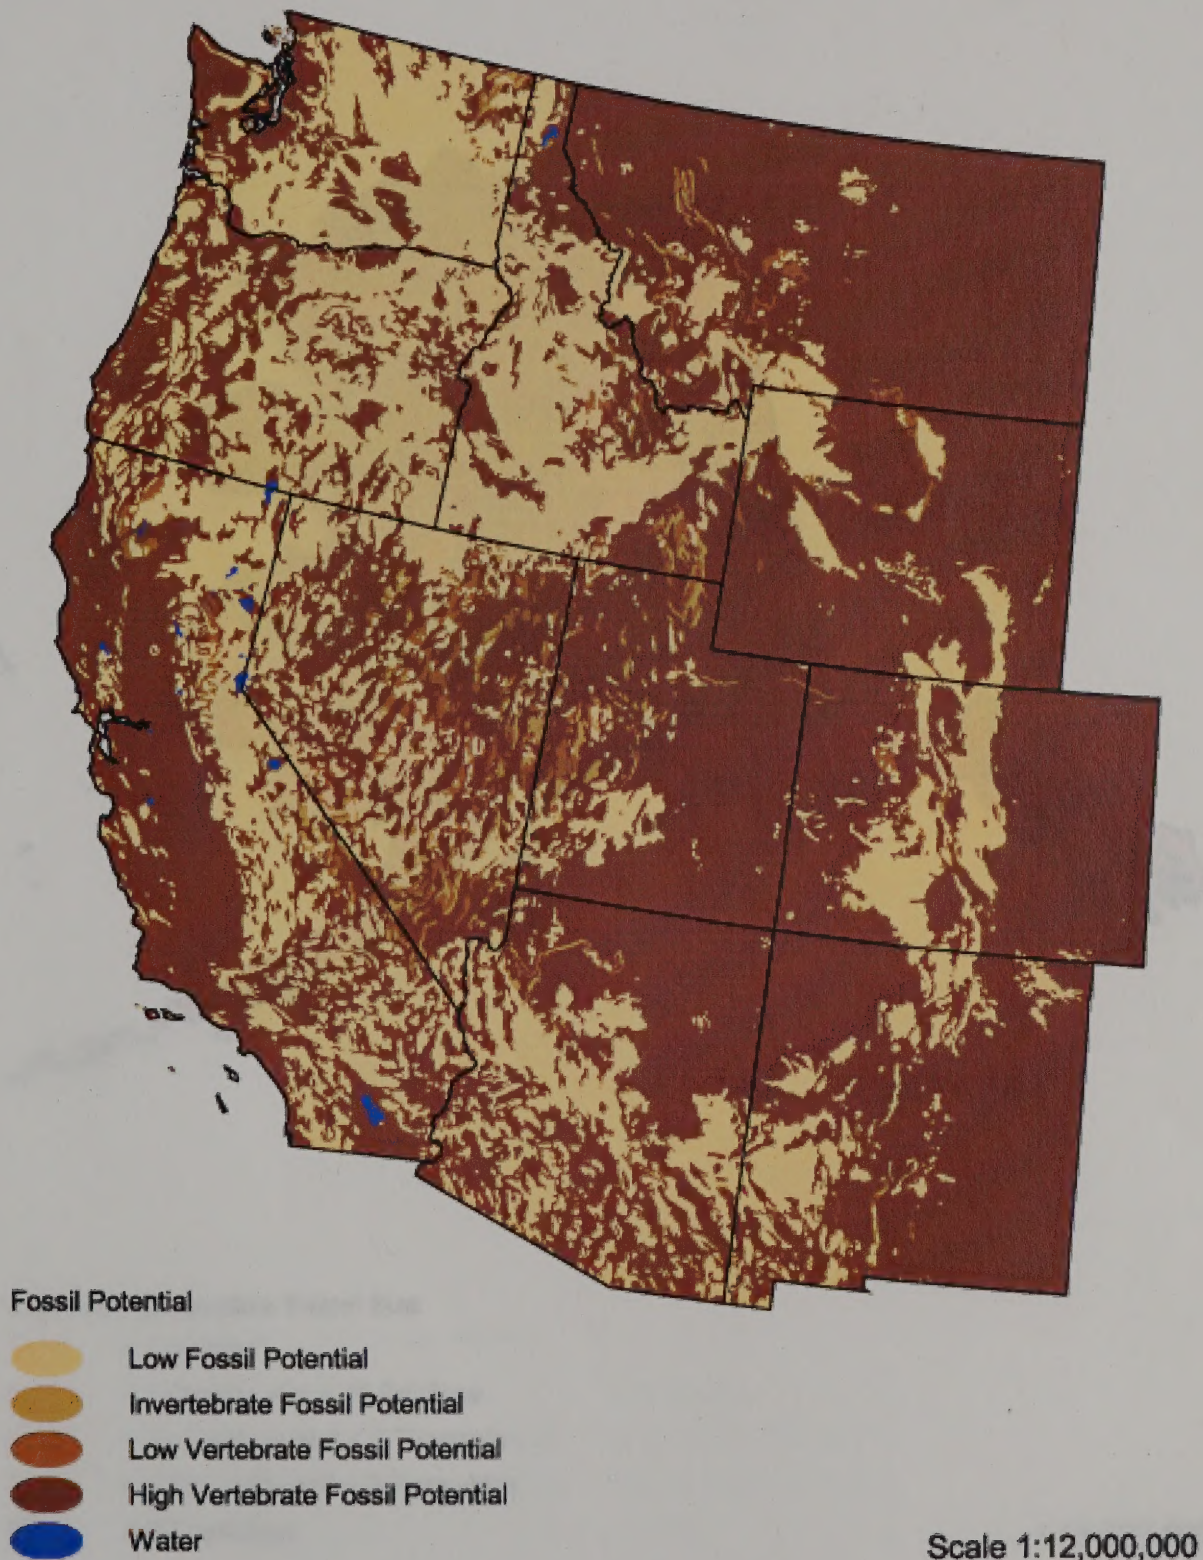 Fossil Potential
Low Fossil Potential
Invertebrate Fossil Potential
Low Vertebrate Fossil Potential
High Vertebrate Fossil Potential
Water
Scale 1:12,000,000